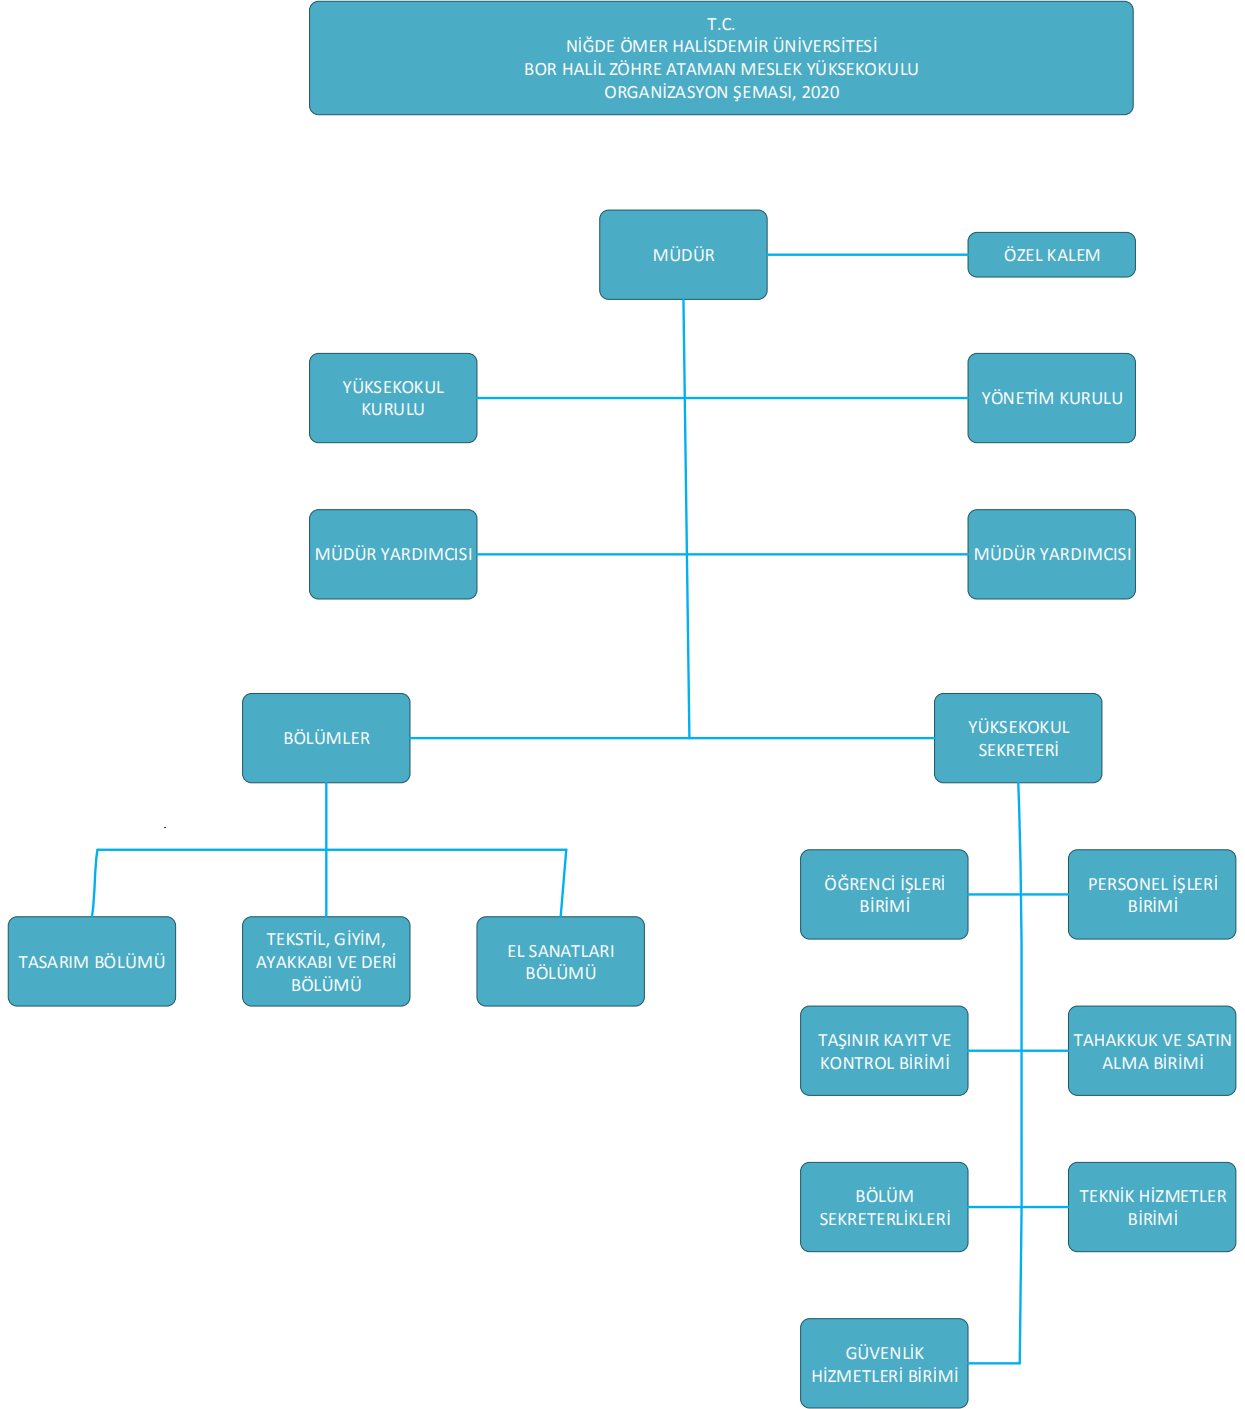 T.C.
NİĞDE ÖMER HALİSDEMİR ÜNİVERSİTESİ
BOR HALİL ZÖHRE ATAMAN MESLEK YÜKSEKOKULU
ORGANİZASYON ŞEMASI, 2020
MÜDÜR
ÖZEL KALEM
YÜKSEKOKUL
KURULU
YÖNETİM KURULU
MÜDÜR YARDIMCISI
MÜDÜR YARDIMCISI
BÖLÜMLER
YÜKSEKOKUL
SEKRETERİ
TASARIM BÖLÜMÜ
TEKSTİL, GİYİM,
AYAKKABI VE DERİ
BÖLÜMÜ
EL SANATLARI
BÖLÜMÜ
ÖĞRENCİ İŞLERİ
BİRİMİ
PERSONEL İŞLERİ
BİRİMİ
TAŞINIR KAYIT VE
KONTROL BİRİMİ
TAHAKKUK VE SATIN
ALMA BİRİMİ
BÖLÜM
SEKRETERLİKLERİ
TEKNİK HİZMETLER
BİRİMİ
GÜVENLİK
HİZMETLERİ BİRİMİ